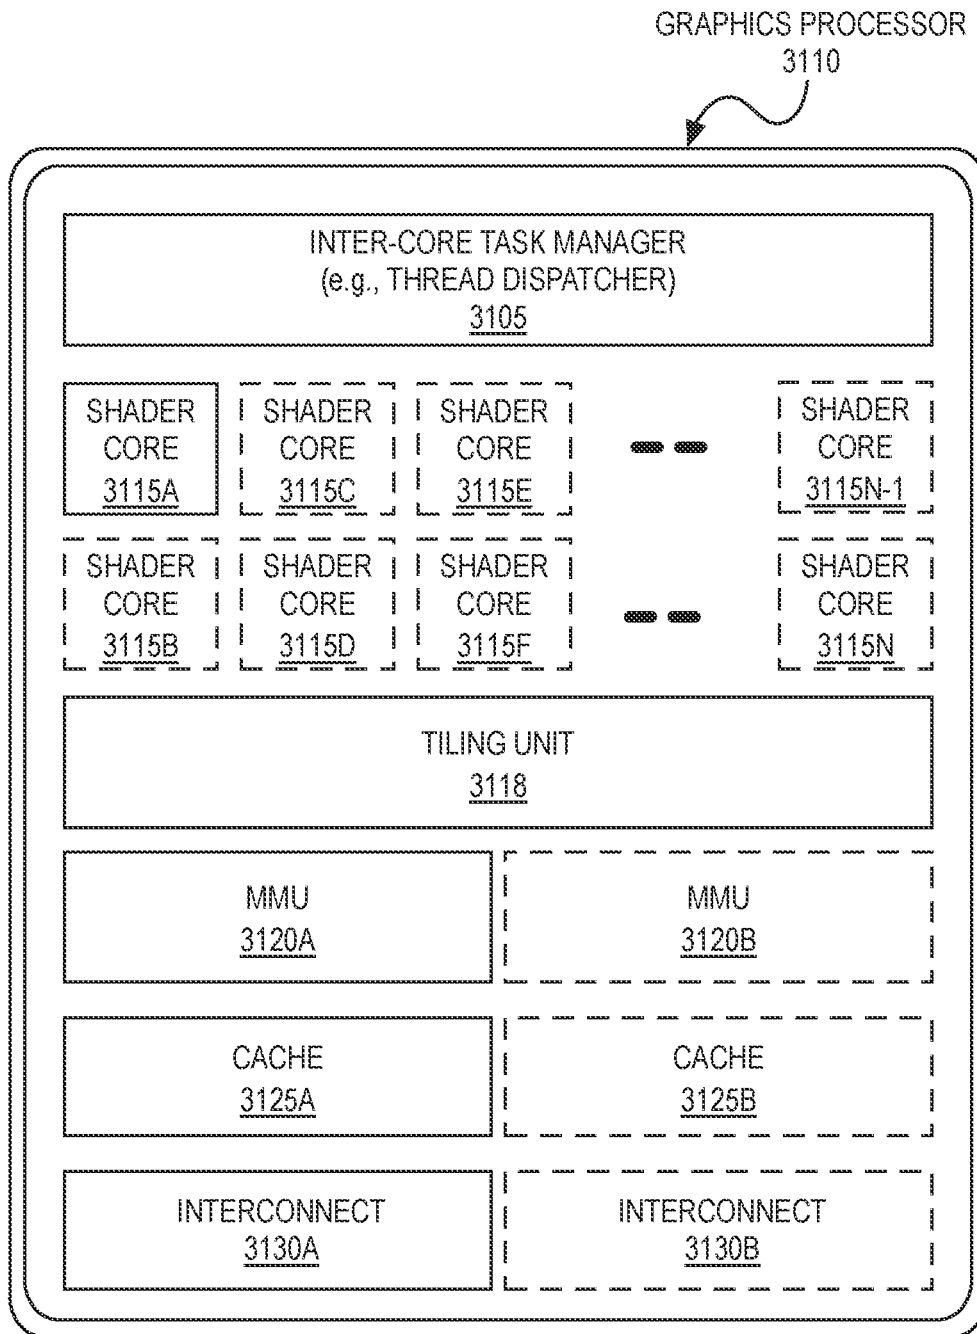 GRAPHICS PROCESSOR
3110
INTER-CORE TASK MANAGER
(e.g., THREAD DISPATCHER)
3105
SHADER
CORE
3115A
SHADER
CORE
3115C
SHADER
CORE
3115E
SHADER
CORE
3115N-1
SHADER
CORE
3115B
SHADER
CORE
3115D
SHADER
CORE
3115F
SHADER
CORE
3115N
TILING UNIT
3118
MMU
3120A
MMU
3120B
CACHE
3125A
CACHE
3125B
INTERCONNECT
3130A
INTERCONNECT
3130B